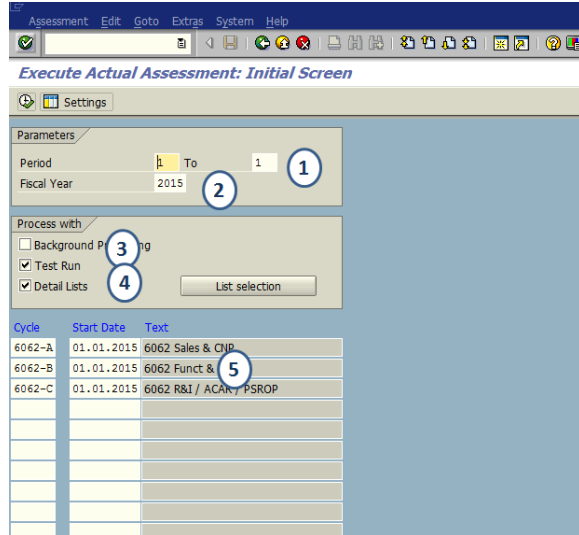 Assessment Edit Goto Extras System Help
Execute Actual Assessment: Initial Screen
Settings
Parameters
Period 1 To 1 1
Fiscal Year 2015 2
Process with
Background P ng 3
Test Run
Detail Lists 4 List selection
Cycle Start Date Text
6062-A 01.01.2015 6062 Sales & CNP
6062-B 01.01.2015 6062 Funct & 5
6062-C 01.01.2015 6062 R&I / ACAR / PSROP